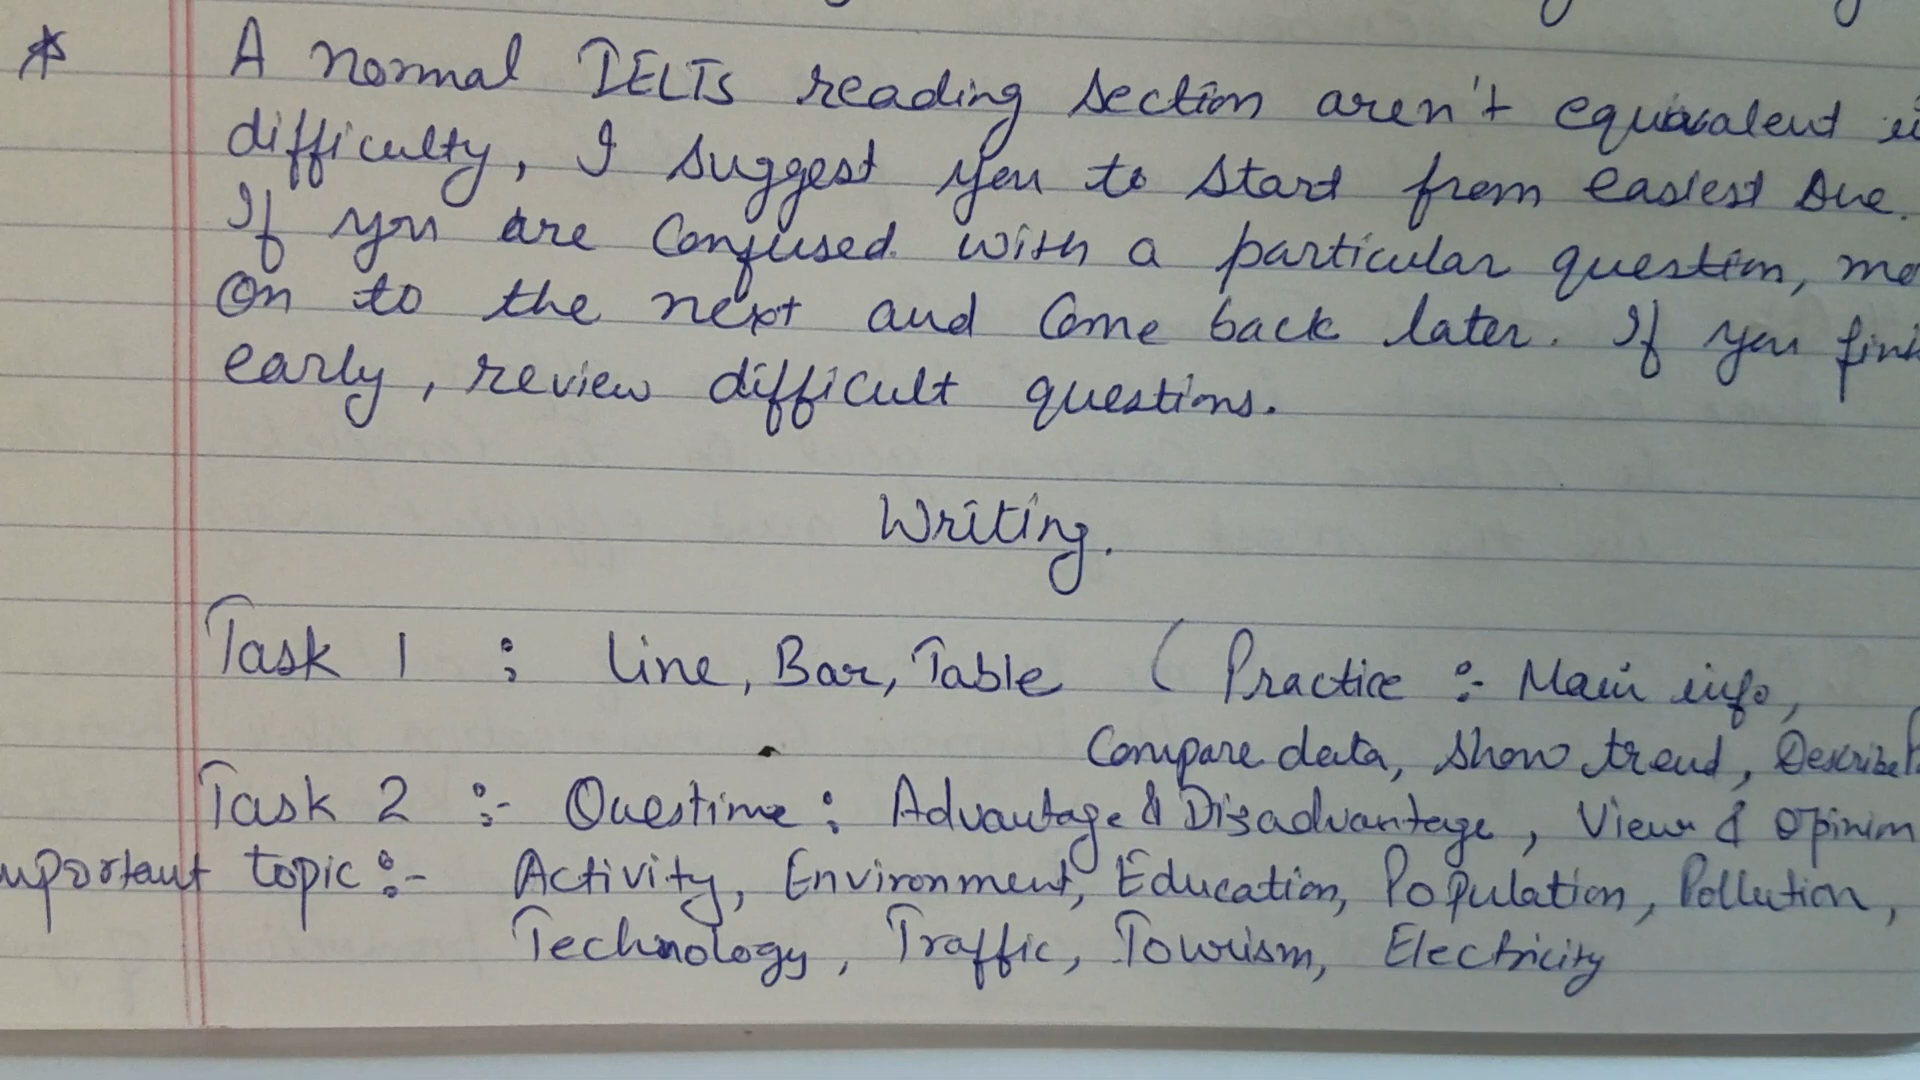 * A normal IELTS reading section aren't equivalent
difficulty, I suggest you to start from easiest one.
If you are confused with a particular question,
On to the next and come back later. If you
early, review difficult questions.
Writing.
Task 1 : Line, Bar, Table ( Practice :- Main info,
Compare data, show trend, Describe
Task 2 :- Questions : Advantage & Disadvantage, View & opinion
topic :- Activity, Environment, Education, Population, Pollution,
Technology, Traffic, Tourism, Electricity